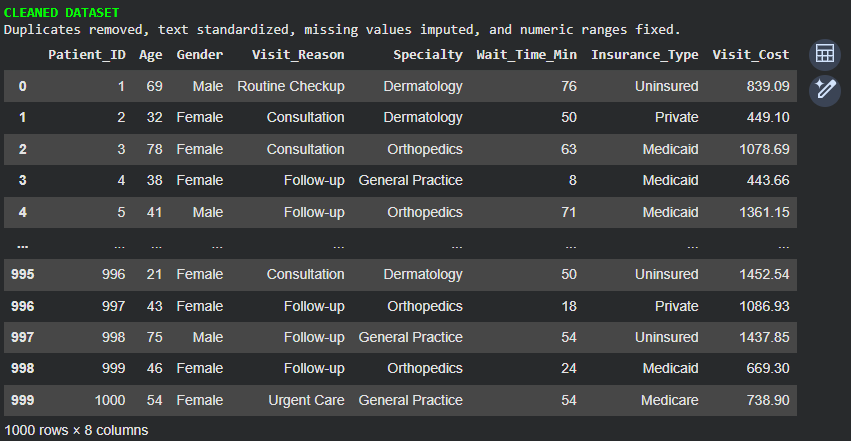 CLEANED DATASET
Duplicates removed, text standardized, missing values imputed, and numeric ranges fixed.
Patient_ID Age Gender Visit_Reason Specialty Wait_Time_Min Insurance_Type Visit_Cost
0 1 69 Male Routine Checkup Dermatology 76 Uninsured 839.09
1 2 32 Female Consultation Dermatology 50 Private 449.10
2 3 78 Female Consultation Orthopedics 63 Medicaid 1078.69
3 4 38 Female Follow-up General Practice 8 Medicaid 443.66
4 5 41 Male Follow-up Orthopedics 71 Medicaid 1361.15
... ... ... ... ... ... ... ... ...
995 996 21 Female Consultation Dermatology 50 Uninsured 1452.54
996 997 43 Female Follow-up Orthopedics 18 Private 1086.93
997 998 75 Male Follow-up General Practice 54 Uninsured 1437.85
998 999 46 Female Follow-up Orthopedics 24 Medicaid 669.30
999 1000 54 Female Urgent Care General Practice 54 Medicare 738.90
1000 rows × 8 columns